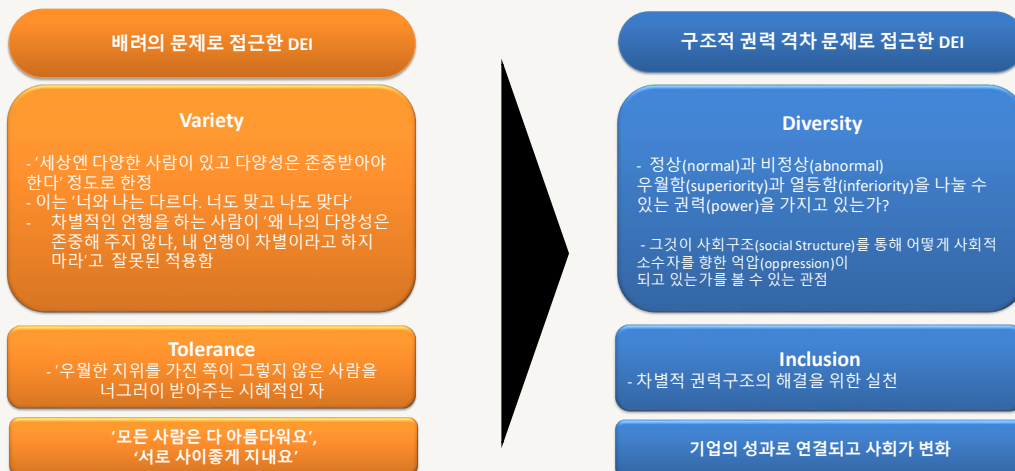 배려의 문제로 접근한 DEI
Variety
- '세상엔 다양한 사람이 있고 다양성은 존중받아야
한다' 정도로 한정
- 이는 '너와 나는 다르다. 너도 맞고 나도 맞다'
- 차별적인 언행을 하는 사람이 '왜 나의 다양성은
존중해 주지 않냐, 내 언행이 차별이라고 하지
마라'고 잘못된 적용함
Tolerance
- '우월한 지위를 가진 쪽이 그렇지 않은 사람을
너그러이 받아주는 시혜적인 자
'모든 사람은 다 아름다워요',
'서로 사이좋게 지내요'
구조적 권력 격차 문제로 접근한 DEI
Diversity
- 정상(normal)과 비정상(abnormal)
우월함(superiority)과 열등함(inferiority)을 나눌 수
있는 권력(power)을 가지고 있는가?
- 그것이 사회구조(social Structure)를 통해 어떻게 사회적
소수자를 향한 억압(oppression)이
되고 있는가를 볼 수 있는 관점
Inclusion
- 차별적 권력구조의 해결을 위한 실천
기업의 성과로 연결되고 사회가 변화